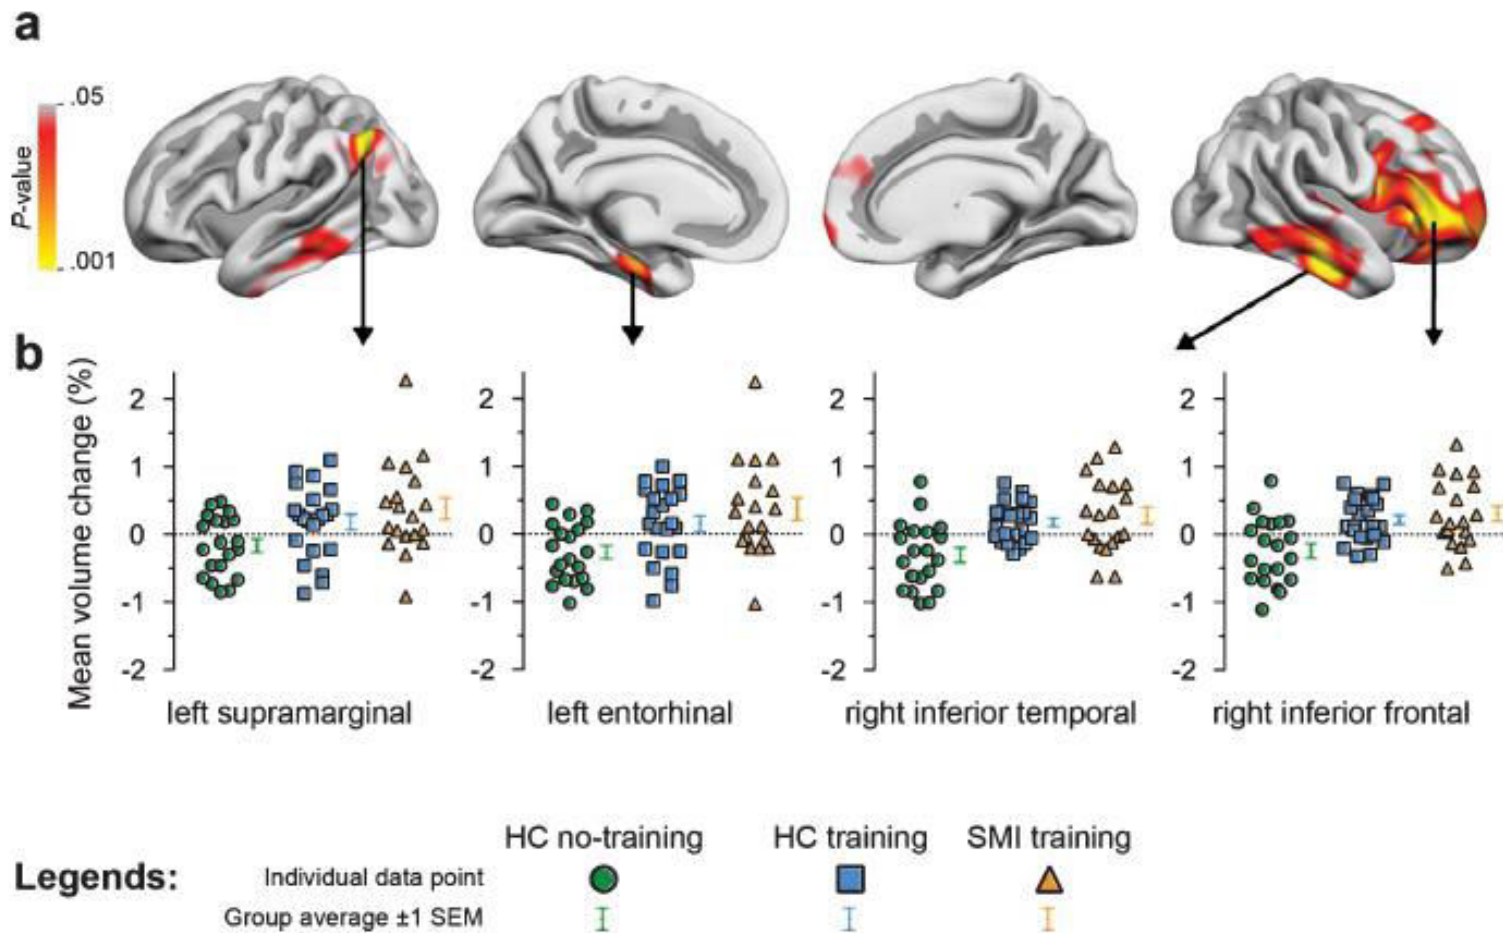 a
.05
P-value
.001
b
Mean volume change (%)
2
1
0
-1
-2
2
1
0
-1
-2
2
1
0
-1
-2
2
1
0
-1
-2
left supramarginal
left entorhinal
right inferior temporal
right inferior frontal
HC no-training
HC training
SMI training
Legends:
Individual data point
Group average ±1 SEM